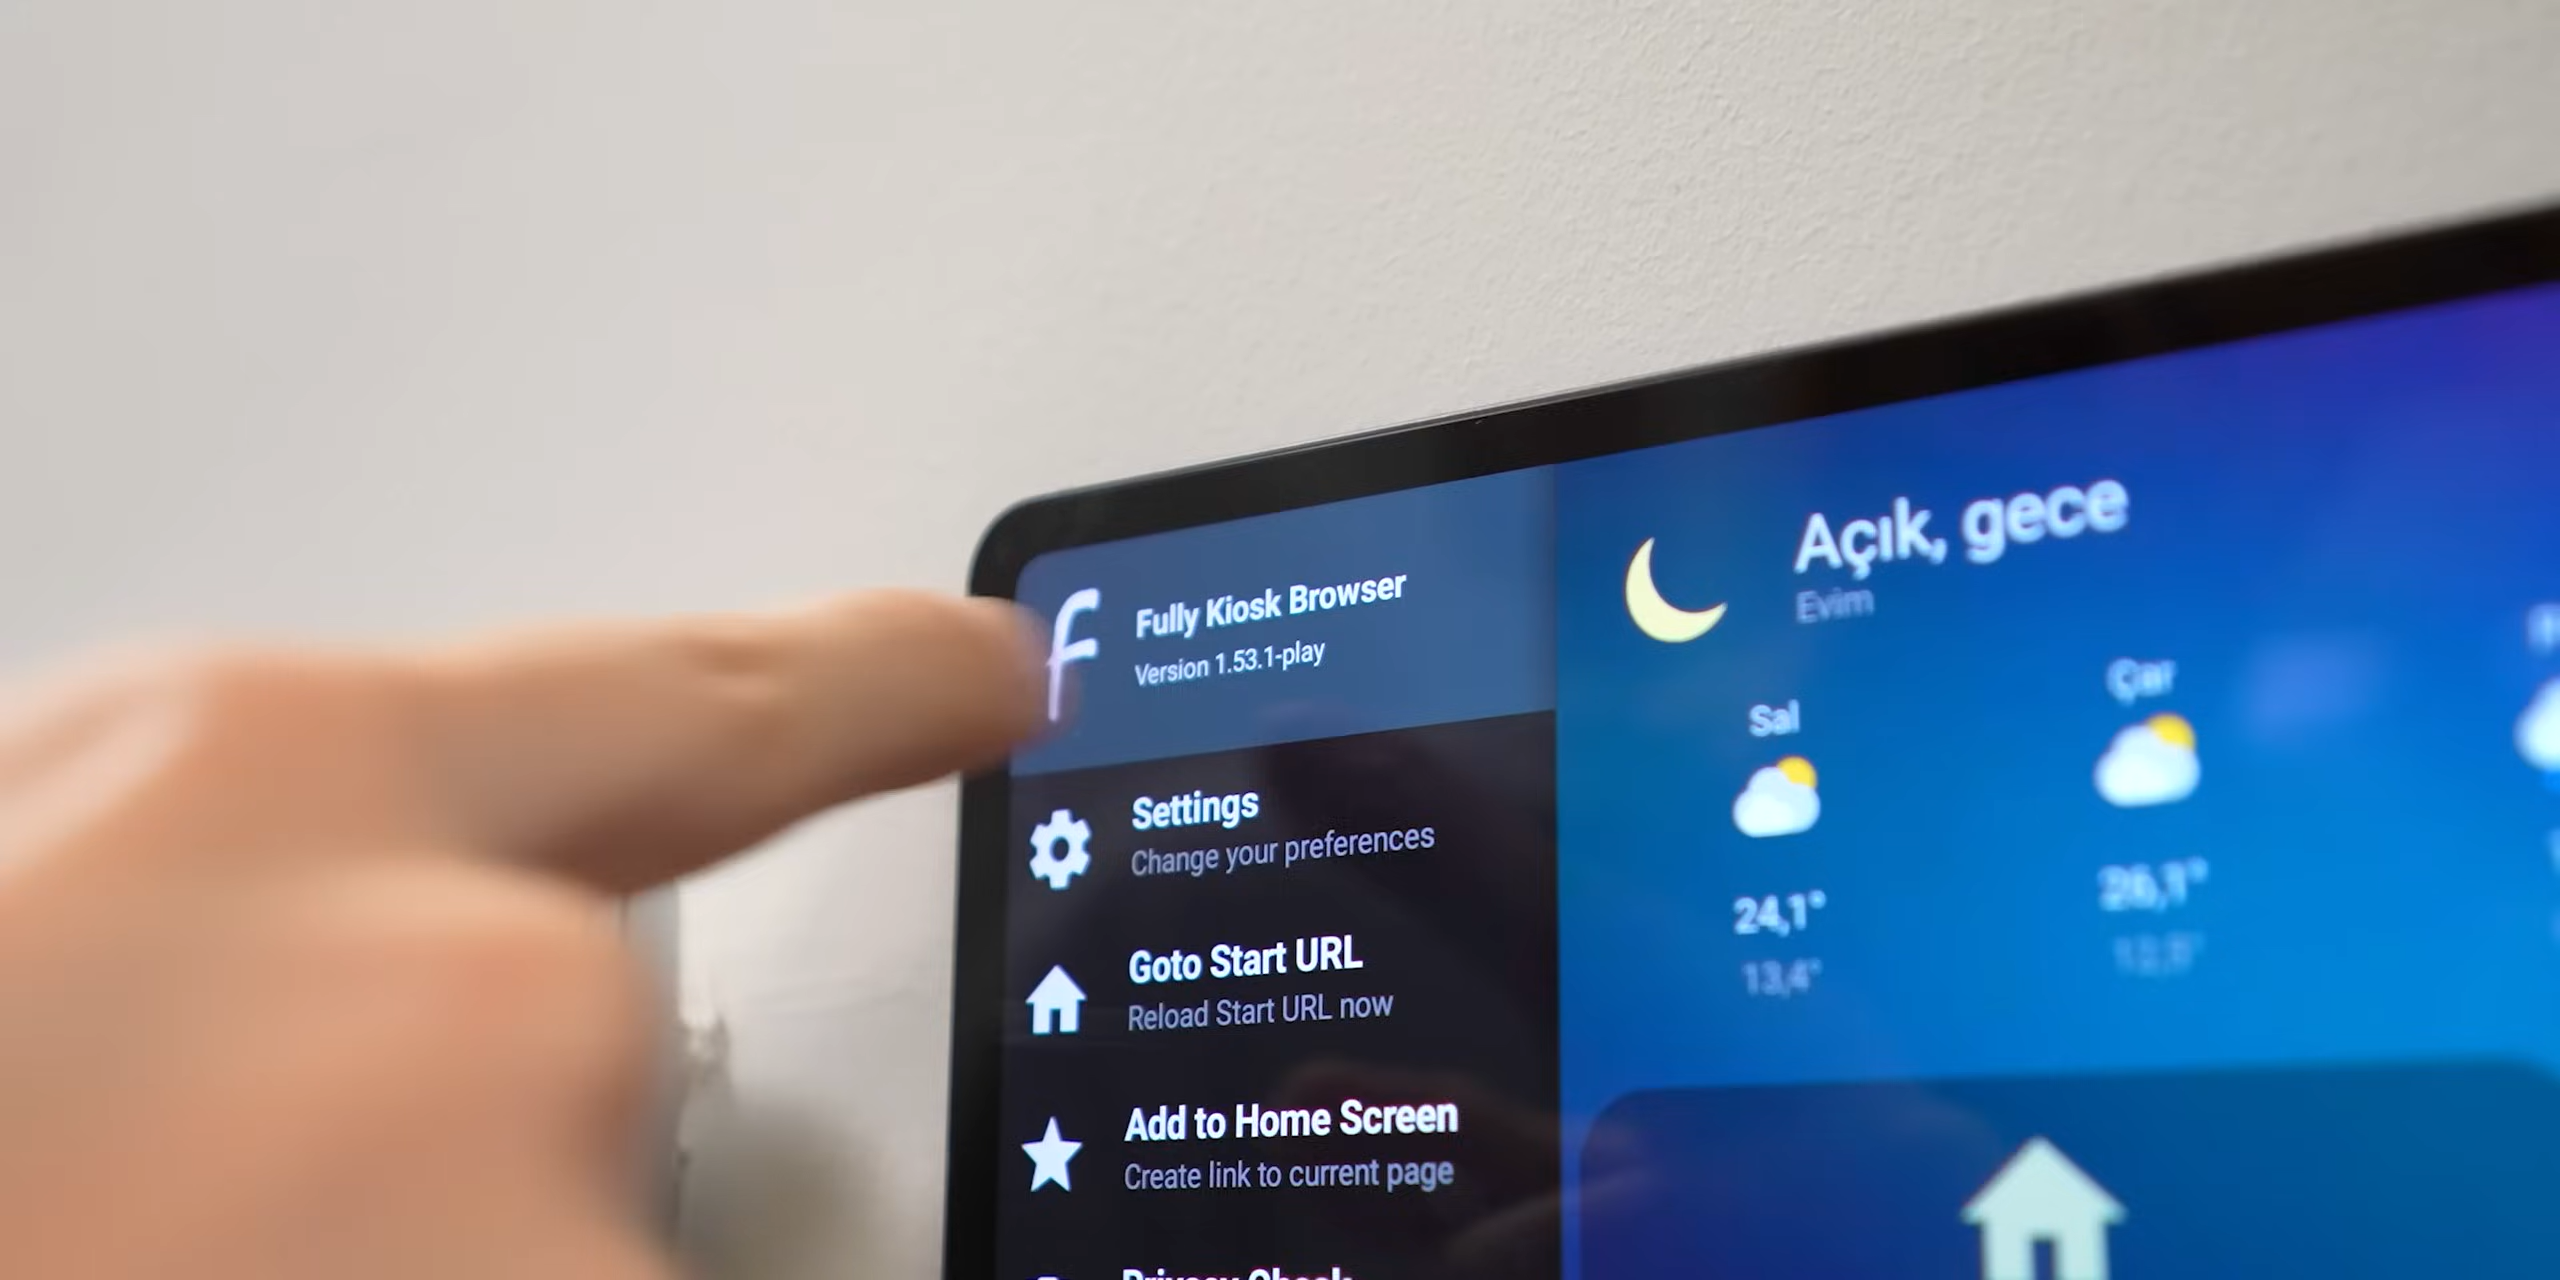 Fully Kiosk Browser
Version 1.53.1-play
Settings
Change your preferences
Goto Start URL
Reload Start URL now
Add to Home Screen
Create link to current page
Privacy Check
Açık, gece
Evim
Sal
24,1°
13,4°
Çar
26,1°